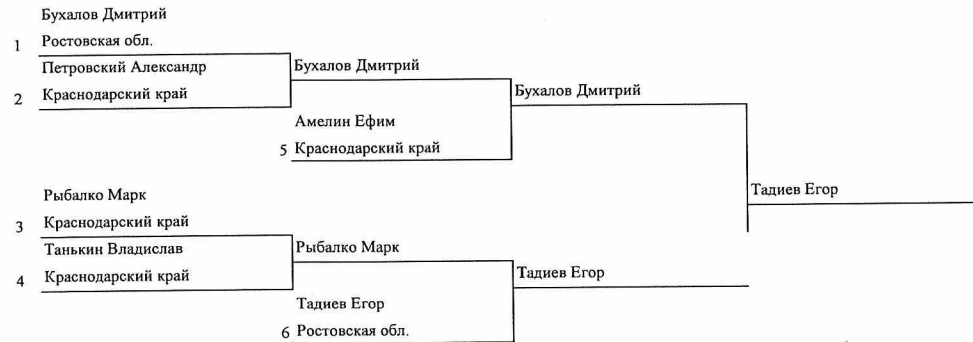 Бухалов Дмитрий
1 Ростовская обл.
Петровский Александр
2 Краснодарский край
Бухалов Дмитрий
Амелин Ефим
5 Краснодарский край
Бухалов Дмитрий
Рыбалко Марк
3 Краснодарский край
Танькин Владислав
4 Краснодарский край
Рыбалко Марк
Тадиев Егор
6 Ростовская обл.
Тадиев Егор
Тадиев Егор